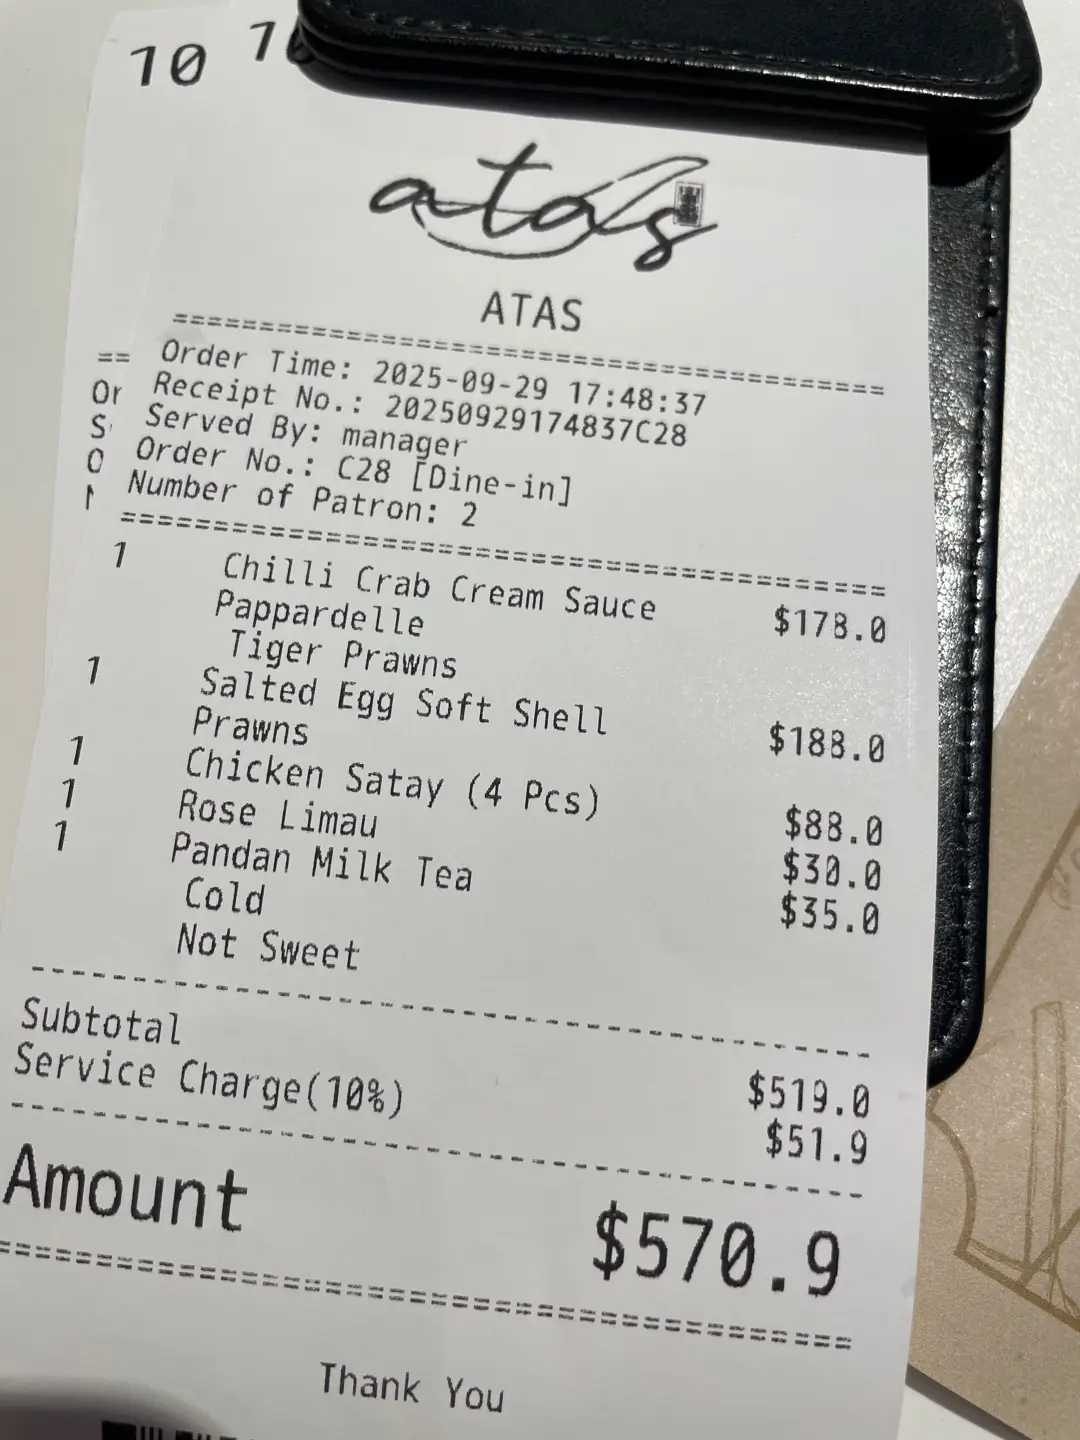 10
atas
ATAS
========================================
Order Time: 2025-09-29 17:48:37
Receipt No.: 20250929174837C28
Served By: manager
Order No.: C28 [Dine-in]
Number of Patron: 2
========================================
1 Chilli Crab Cream Sauce $178.0
Pappardelle
Tiger Prawns
1 Salted Egg Soft Shell $188.0
Prawns
1 Chicken Satay (4 Pcs) $88.0
1 Rose Limau $30.0
1 Pandan Milk Tea $35.0
Cold
Not Sweet
----------------------------------------
Subtotal $519.0
Service Charge(10%) $51.9
----------------------------------------
Amount $570.9
========================================
Thank You